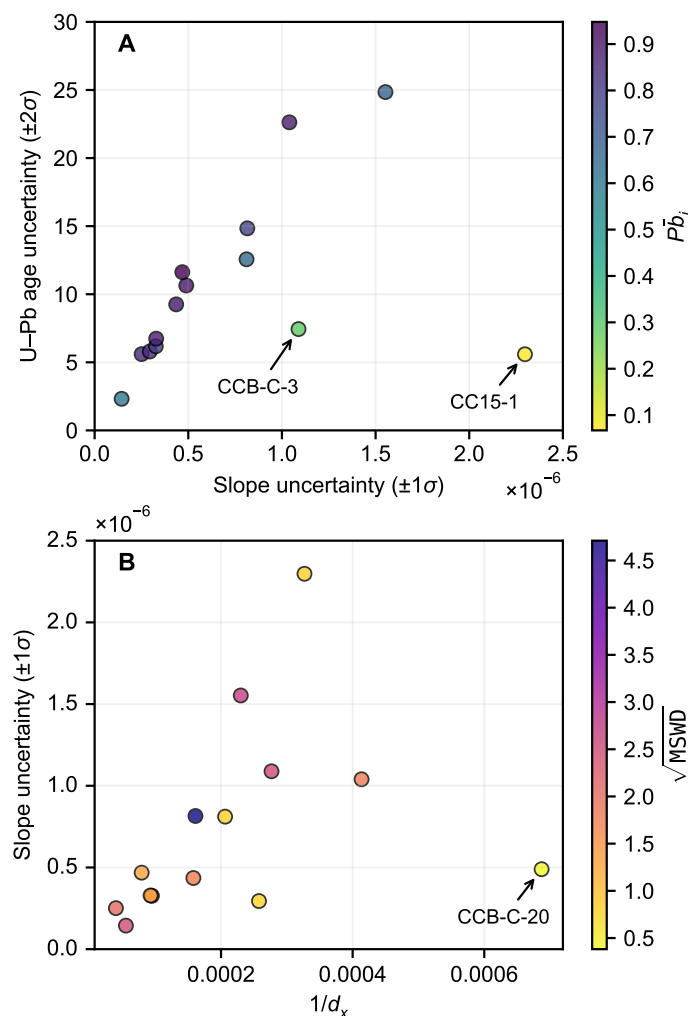 A
30
25
20
15
10
5
0
U–Pb age uncertainty (±2σ)
CCB-C-3
CC15-1
0.0 0.5 1.0 1.5 2.0 2.5
Slope uncertainty (±1σ)
×10⁻⁶
0.9
0.8
0.7
0.6
0.5
0.4
0.3
0.2
0.1
P̄b̄ᵢ
×10⁻⁶
B
2.5
2.0
1.5
1.0
0.5
0.0
Slope uncertainty (±1σ)
CCB-C-20
0.0002 0.0004 0.0006
1/dₓ
4.5
4.0
3.5
3.0
2.5
2.0
1.5
1.0
0.5
√MSWD